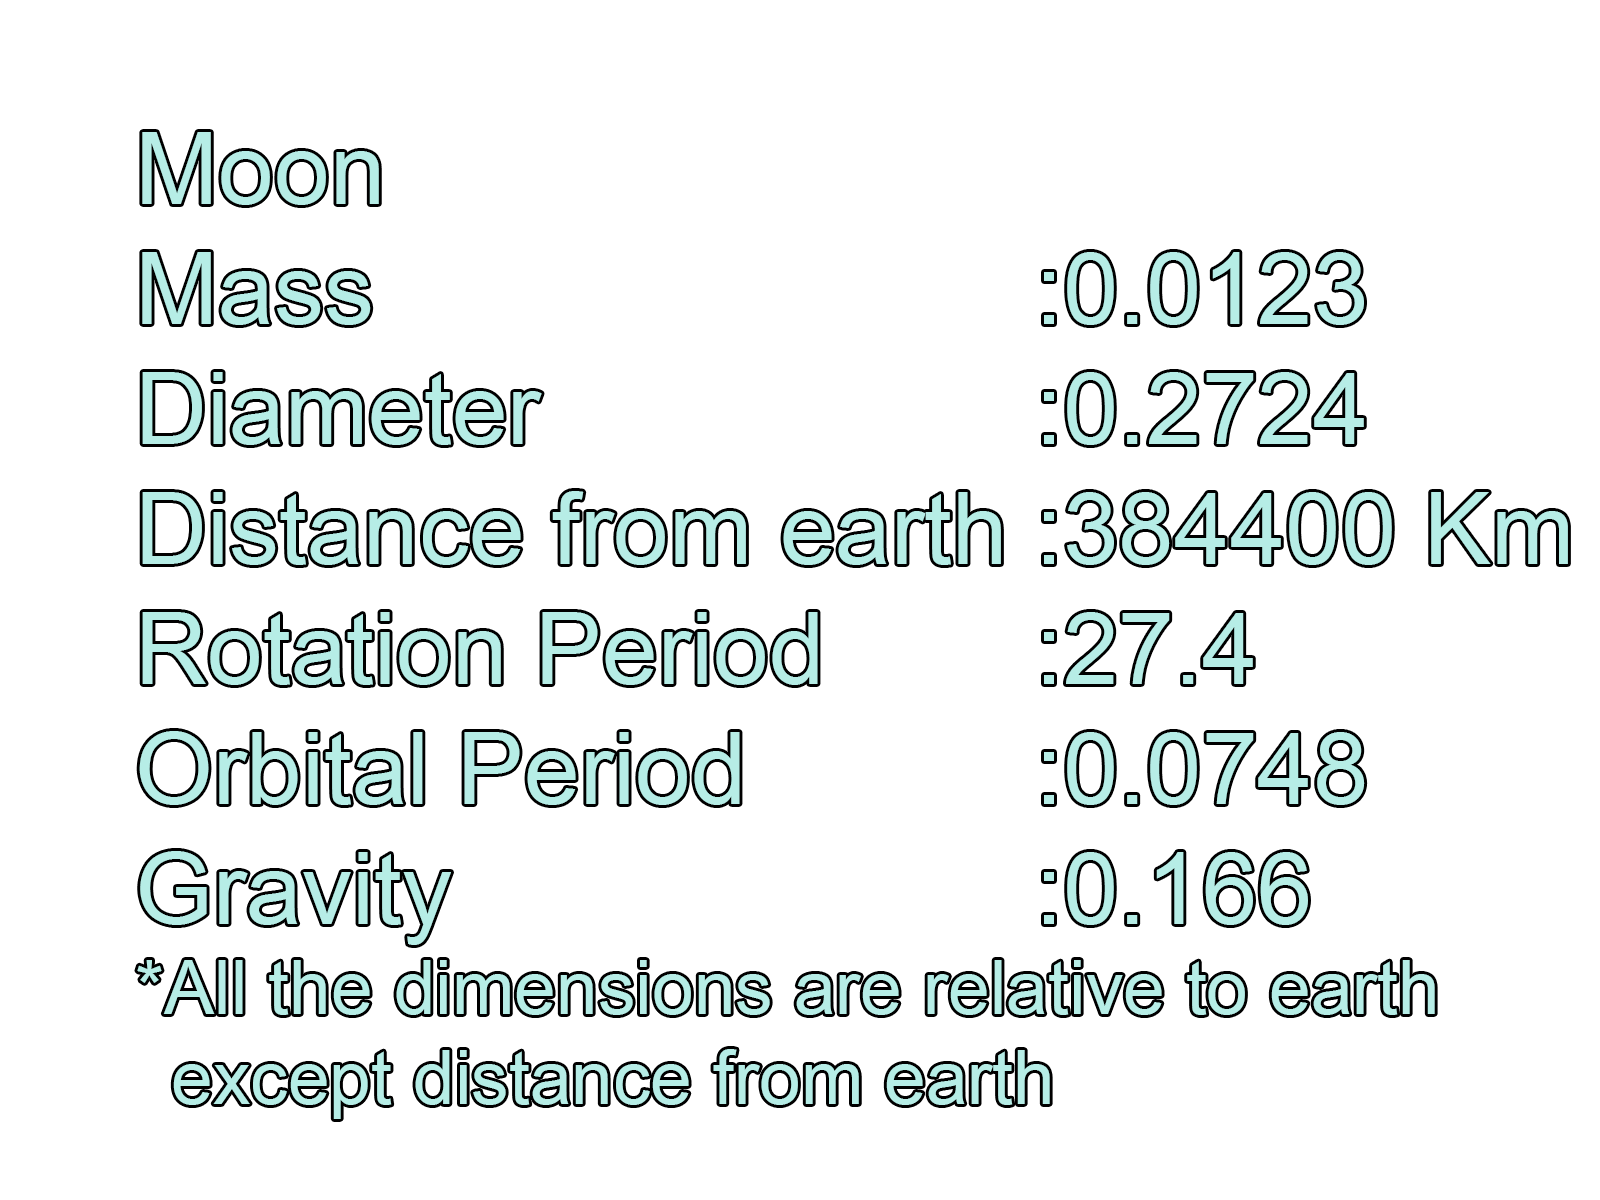 Moon
Mass :0.0123
Diameter :0.2724
Distance from earth :384400 Km
Rotation Period :27.4
Orbital Period :0.0748
Gravity :0.166
*All the dimensions are relative to earth
except distance from earth